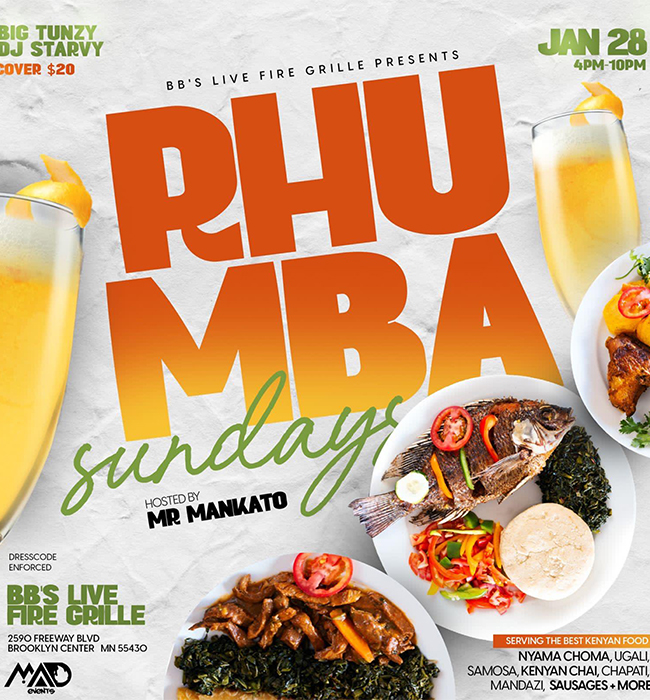 BIG TUNZY
DJ STARVY
COVER $20
JAN 28
4PM-10PM
BB'S LIVE FIRE GRILLE PRESENTS
RHU
MBA
sundays
HOSTED BY
MR MANKATO
DRESSCODE
ENFORCED
BB'S LIVE
FIRE GRILLE
2590 FREEWAY BLVD
BROOKLYN CENTER MN 55430
MAD
events
SERVING THE BEST KENYAN FOOD
NYAMA CHOMA, UGALI,
SAMOSA, KENYAN CHAI, CHAPATI,
MANDAZI, SAUSAGES + MORE